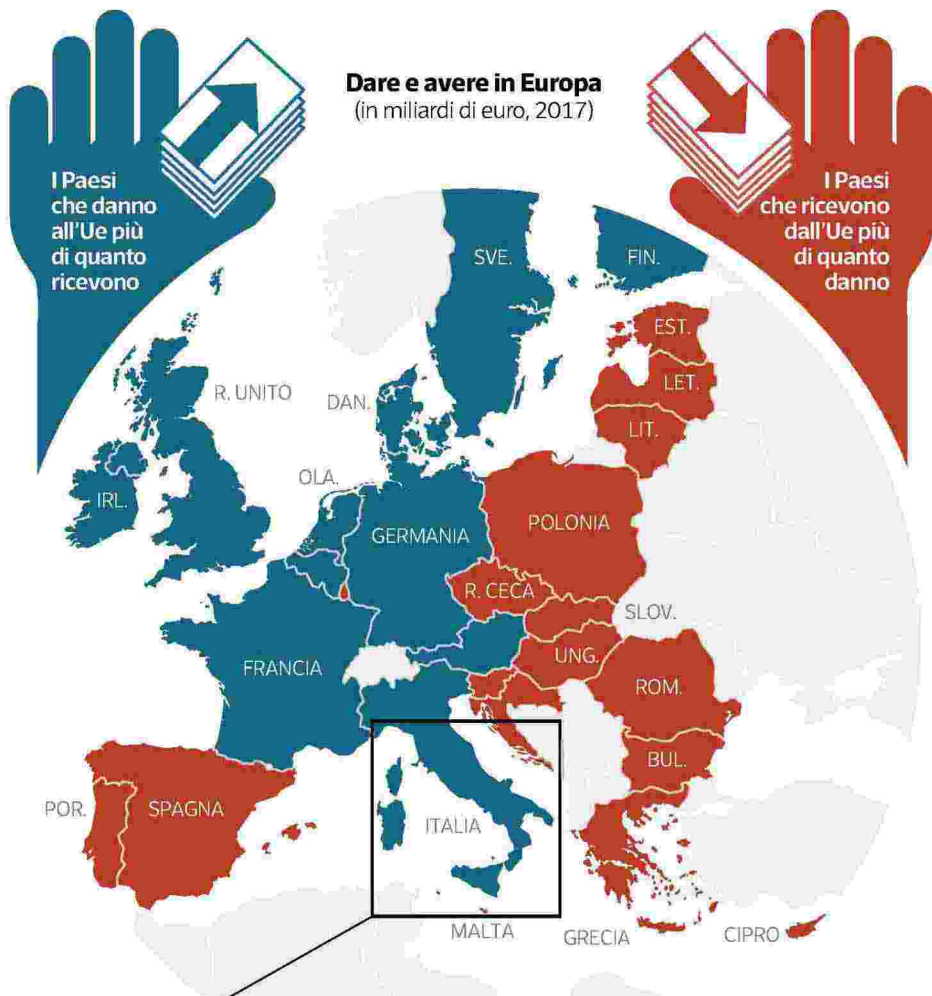 Dare e avere in Europa
(in miliardi di euro, 2017)
I Paesi
che danno
all'Ue più
di quanto
ricevono
I Paesi
che ricevono
dall'Ue più
di quanto
danno
SVE.
FIN.
EST.
R. UNITO
DAN.
LET.
LIT.
OLA.
IRL.
GERMANIA
POLONIA
R. CECA
SLOV.
FRANCIA
UNG.
ROM.
BUL.
POR.
SPAGNA
ITALIA
MALTA
GRECIA
CIPRO